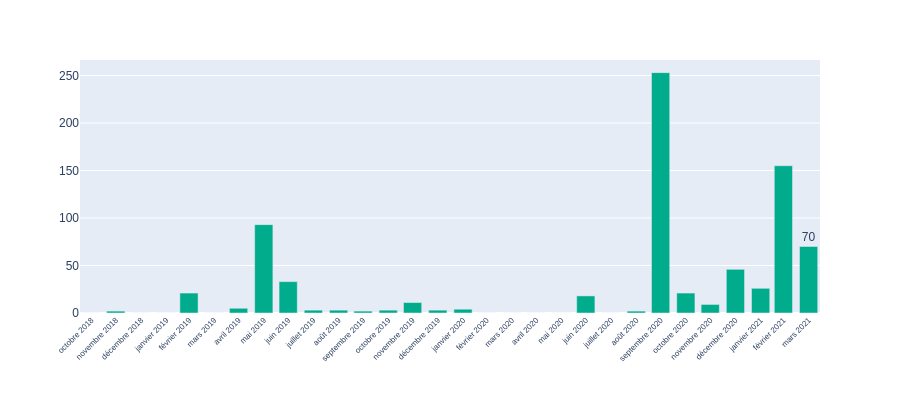 250
200
150
100
50
0
70
octobre 2018
novembre 2018
décembre 2018
janvier 2019
février 2019
mars 2019
avril 2019
mai 2019
juin 2019
juillet 2019
août 2019
septembre 2019
octobre 2019
novembre 2019
décembre 2019
janvier 2020
février 2020
mars 2020
avril 2020
mai 2020
juin 2020
juillet 2020
août 2020
septembre 2020
octobre 2020
novembre 2020
décembre 2020
janvier 2021
février 2021
mars 2021